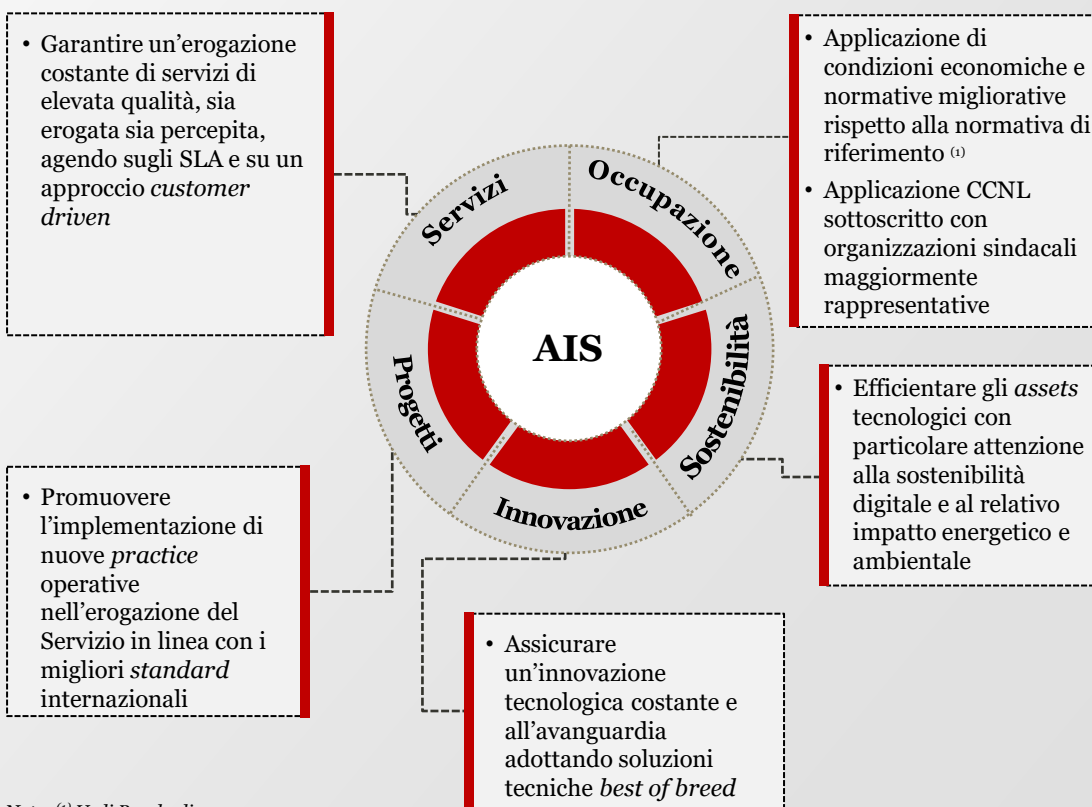 • Garantire un’erogazione
costante di servizi di
elevata qualità, sia
erogata sia percepita,
agendo sugli SLA e su un
approccio customer
driven
• Applicazione di
condizioni economiche e
normative migliorative
rispetto alla normativa di
riferimento (1)
• Applicazione CCNL
sottoscritto con
organizzazioni sindacali
maggiormente
rappresentative
Servizi
Occupazione
AIS
Progetti
Sostenibilità
Innovazione
• Efficientare gli assets
tecnologici con
particolare attenzione
alla sostenibilità
digitale e al relativo
impatto energetico e
ambientale
• Promuovere
l’implementazione di
nuove practice
operative
nell’erogazione del
Servizio in linea con i
migliori standard
internazionali
• Assicurare
un’innovazione
tecnologica costante e
all’avanguardia
adottando soluzioni
tecniche best of breed